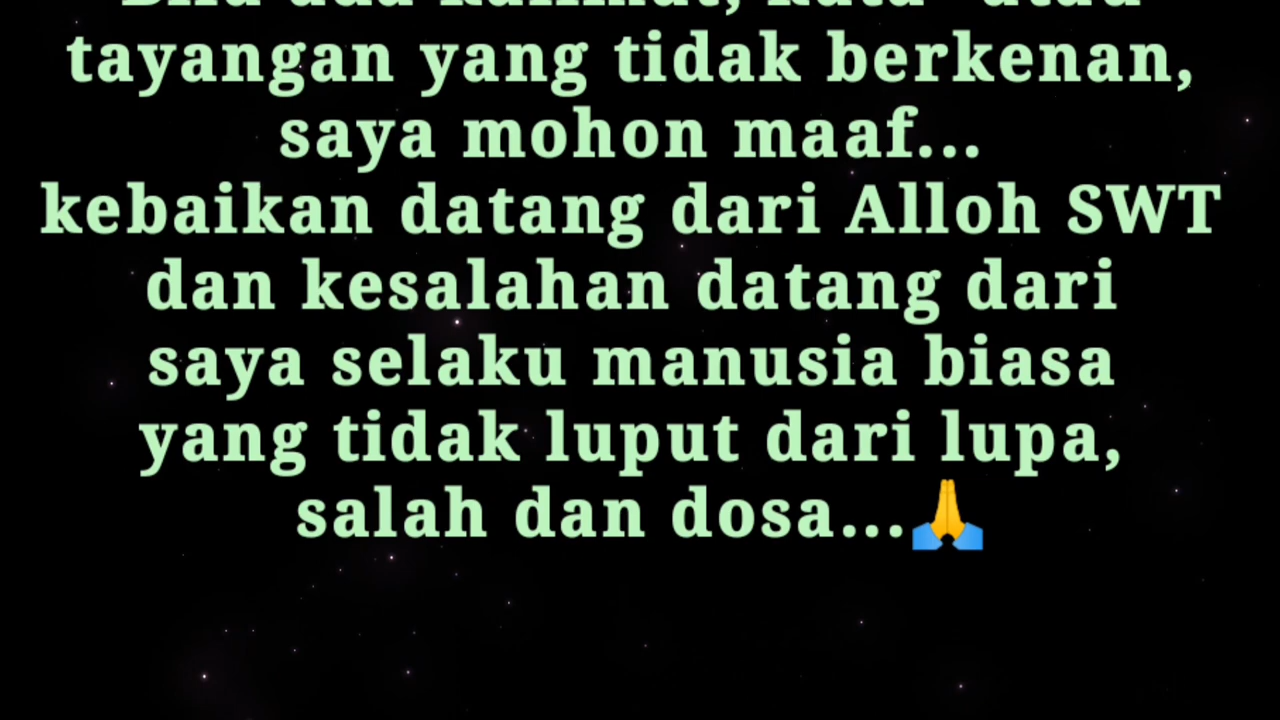 tayangan yang tidak berkenan,
saya mohon maaf...
kebaikan datang dari Alloh SWT
dan kesalahan datang dari
saya selaku manusia biasa
yang tidak luput dari lupa,
salah dan dosa...🙏